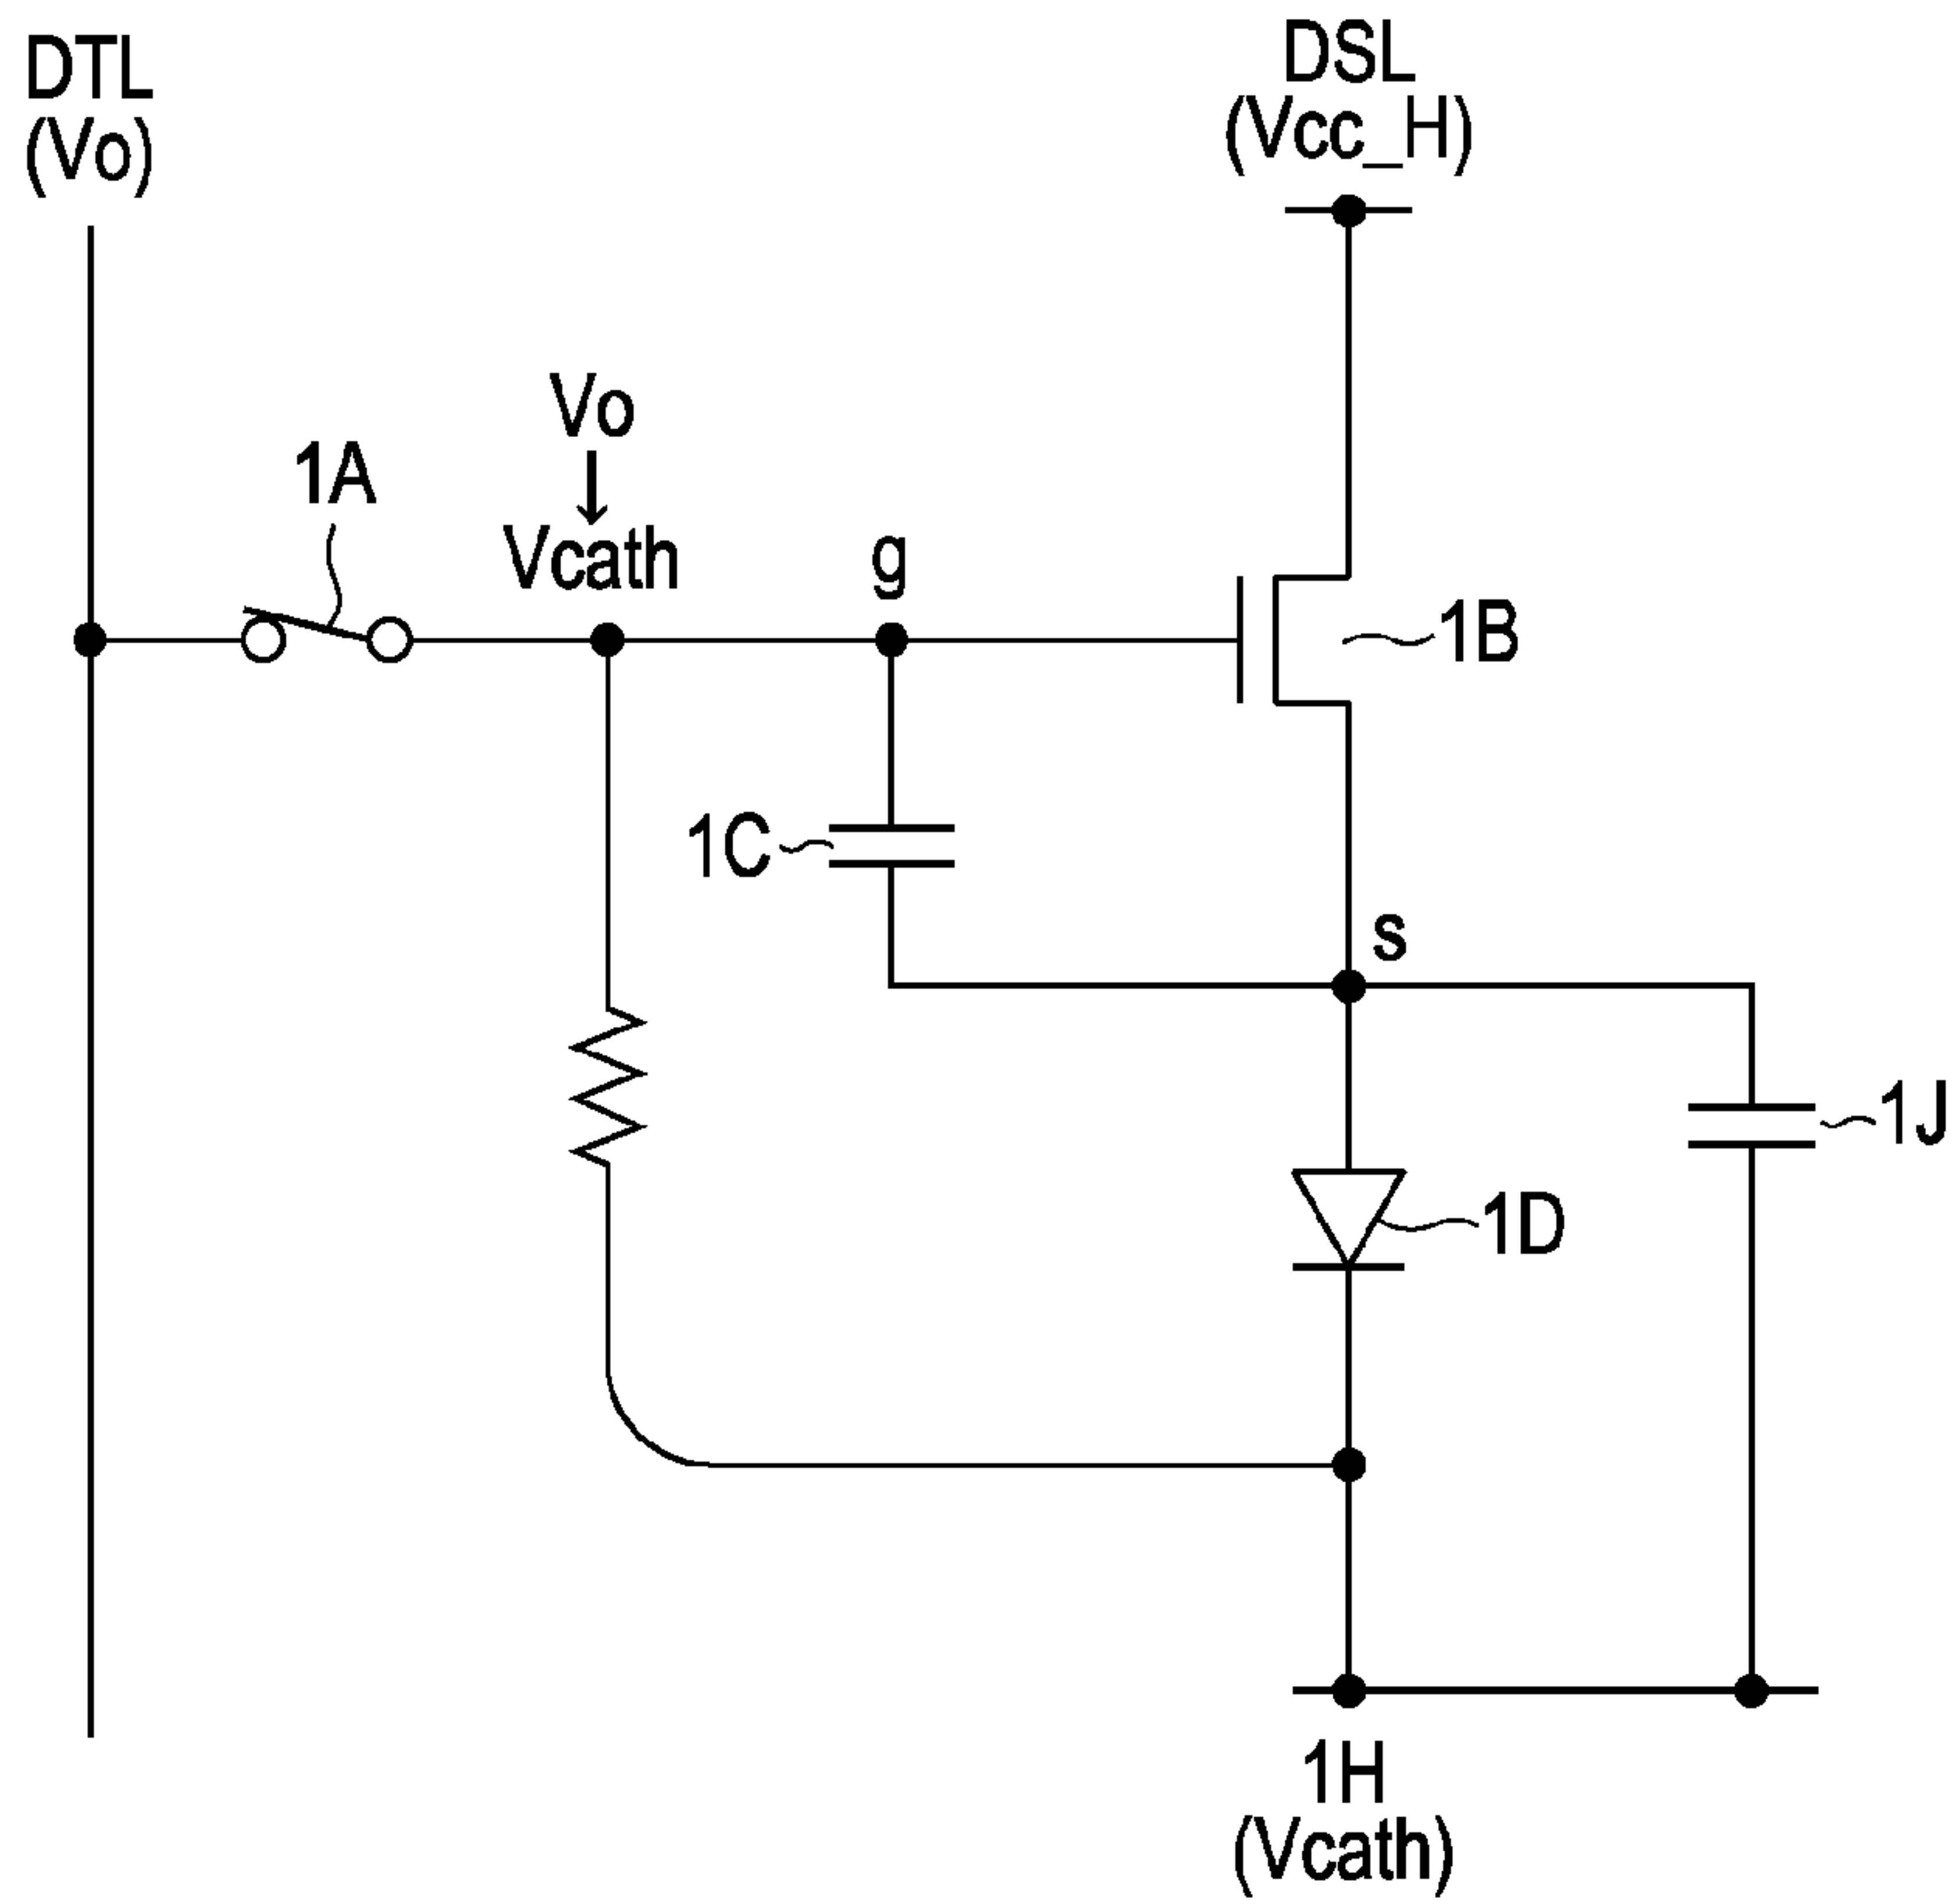 DTL
(Vo)
DSL
(Vcc_H)
Vo
1A
Vcath
g
1B
1C
s
1J
1D
1H
(Vcath)